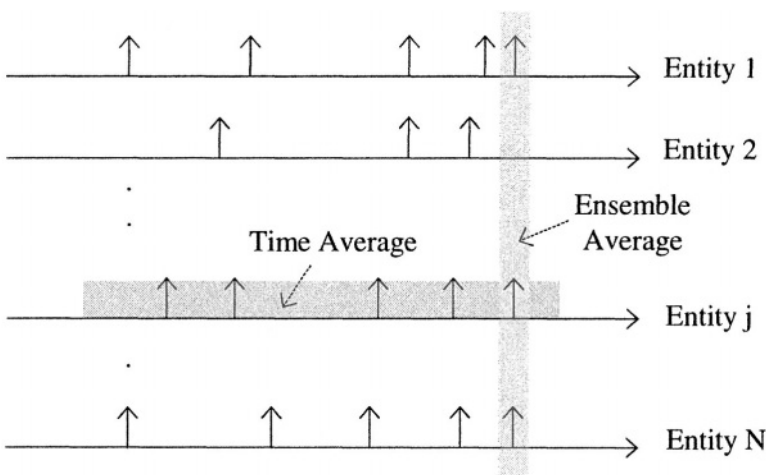 Entity 1
Entity 2
Ensemble
Average
Time Average
Entity j
Entity N